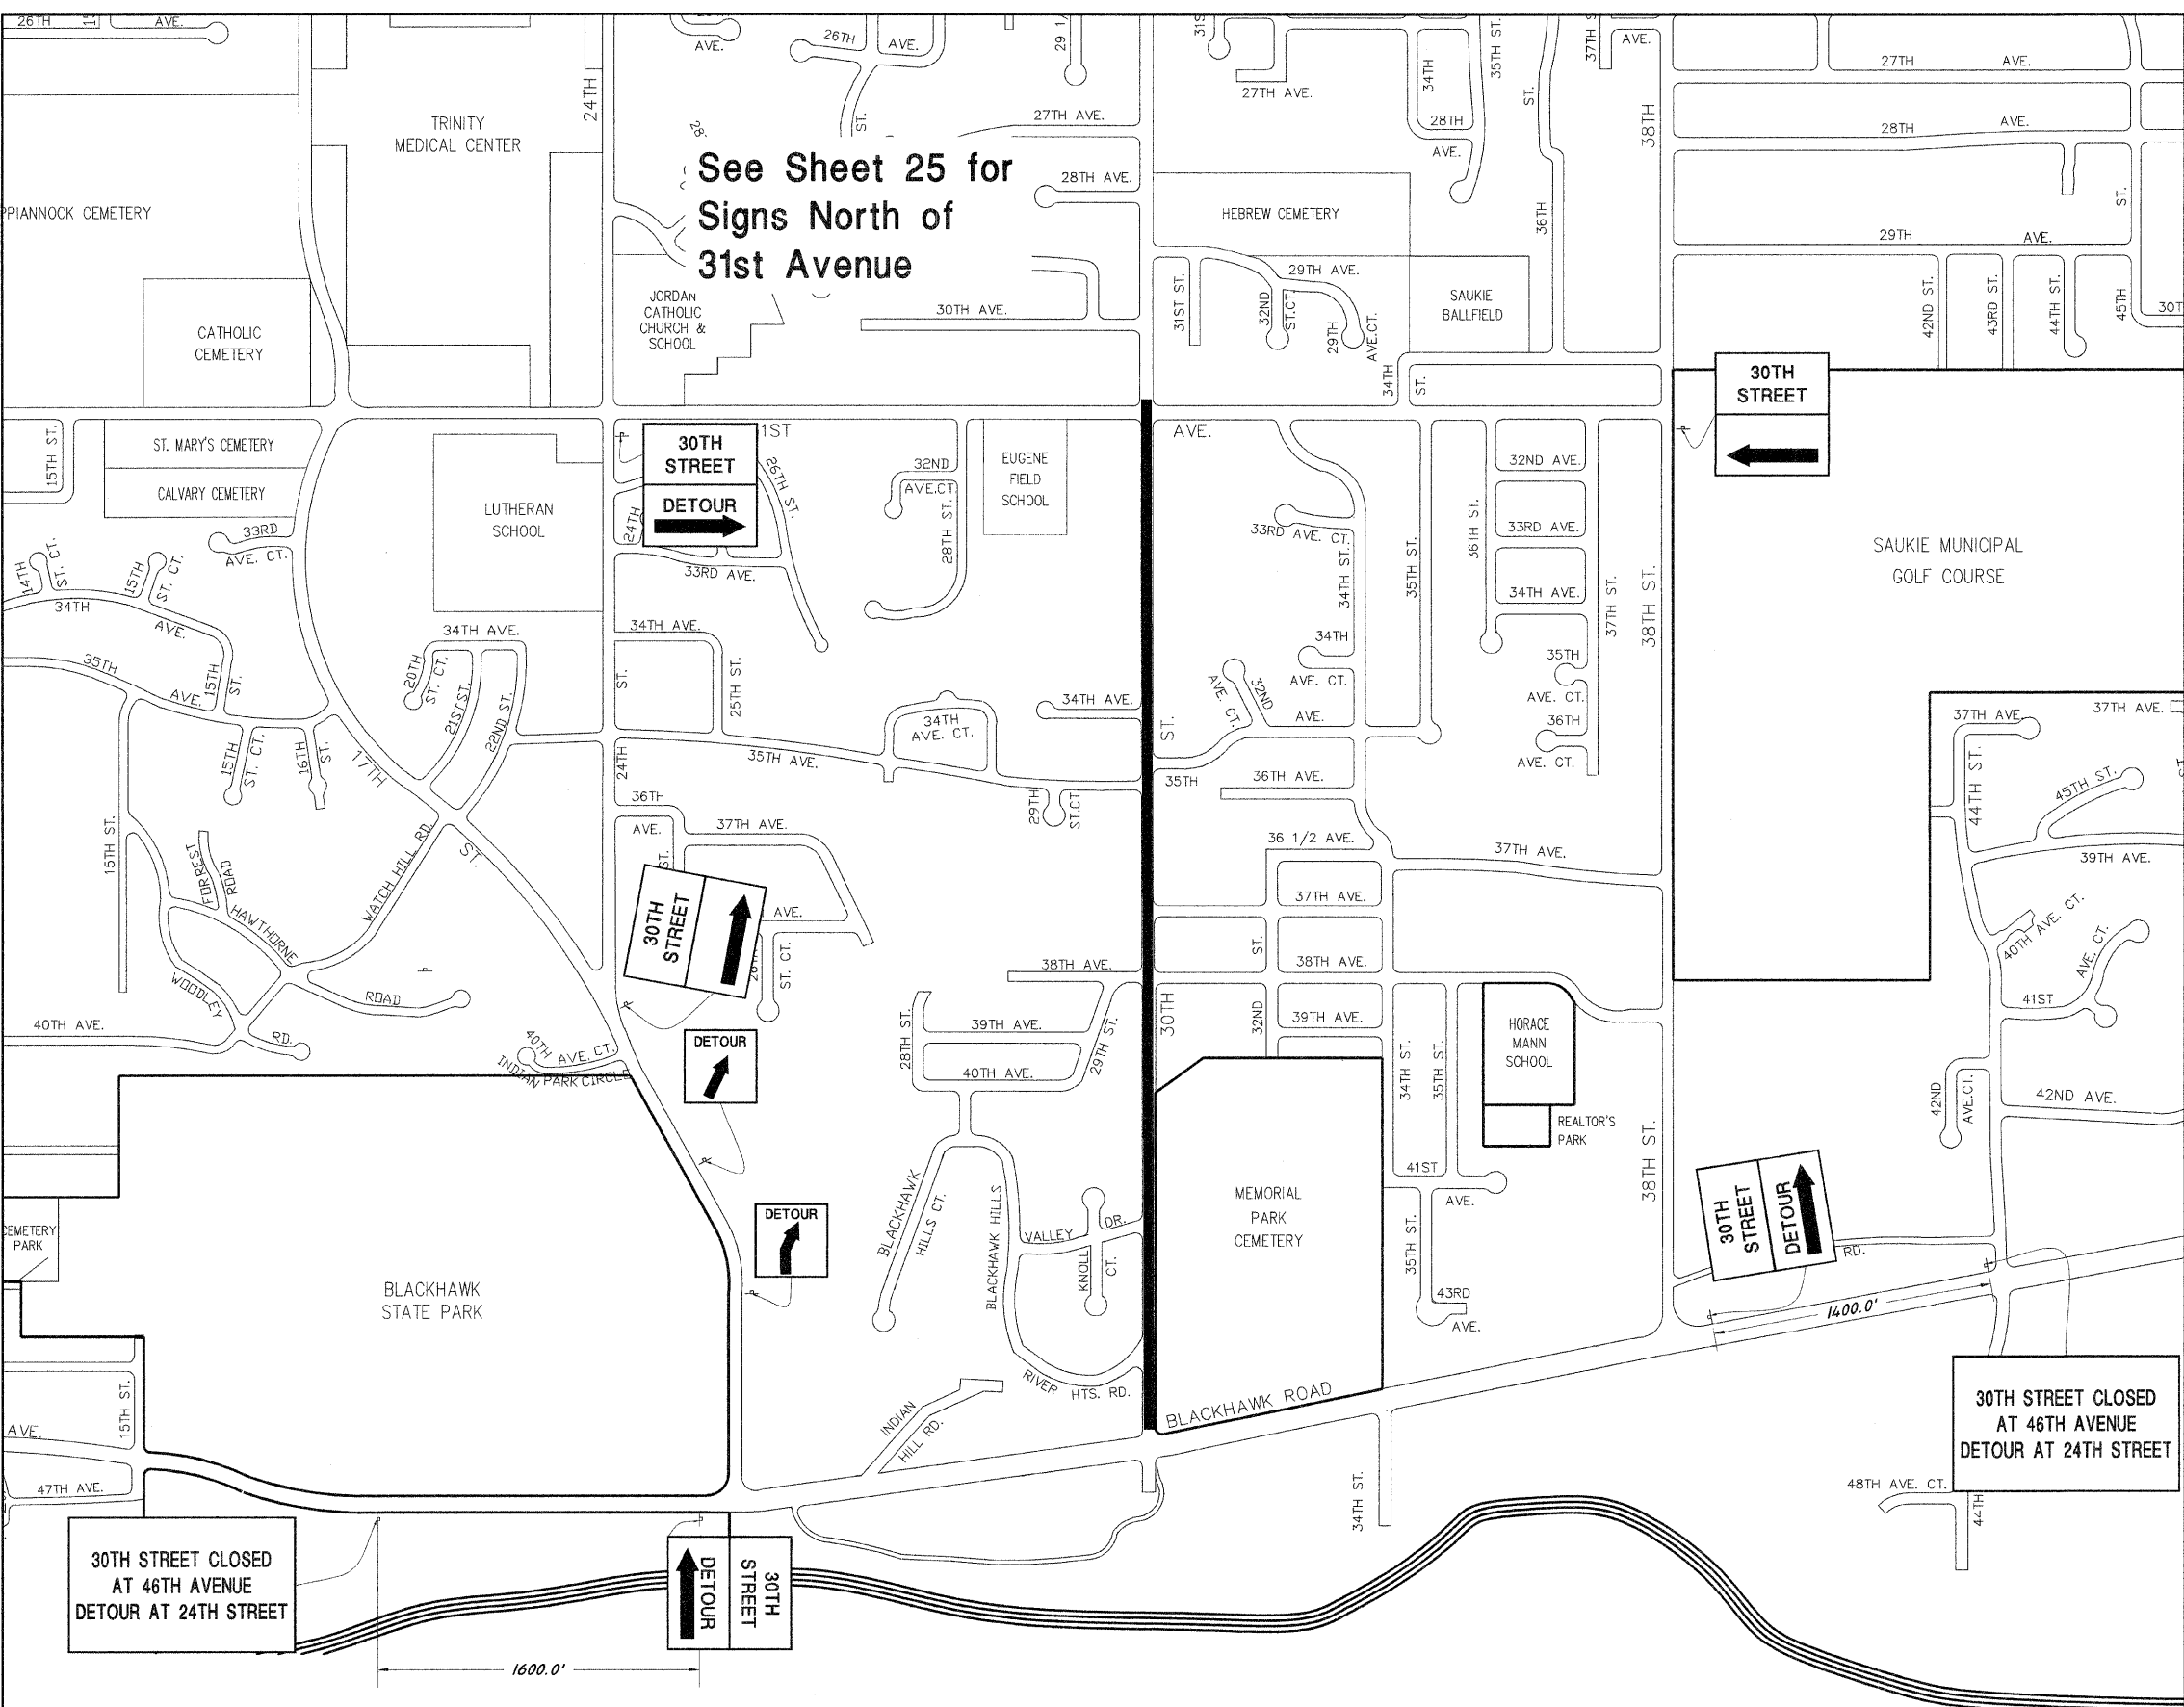 26TH
AVE.
26TH
AVE.
29 1/
AVE.
27TH
AVE.
24TH
TRINITY
MEDICAL CENTER
ST.
27TH AVE.
27TH AVE.
34TH
35TH ST.
28TH
AVE.
ST.
38TH
28TH
AVE.
See Sheet 25 for
Signs North of
31st Avenue
28TH AVE.
PPIANNOCK CEMETERY
HEBREW CEMETERY
36TH
29TH
AVE.
ST.
CATHOLIC
CEMETERY
JORDAN
CATHOLIC
CHURCH &
SCHOOL
30TH AVE.
31ST ST.
29TH AVE.
32ND
ST.CT.
29TH
AVE.CT.
SAUKIE
BALLFIELD
34TH
ST.
42ND ST.
43RD ST.
44TH ST.
45TH
30T
30TH
STREET
15TH ST.
ST. MARY'S CEMETERY
CALVARY CEMETERY
LUTHERAN
SCHOOL
30TH
STREET
DETOUR
1ST
AVE.
24TH
26TH ST.
33RD AVE.
32ND
AVE.CT.
28TH ST.
EUGENE
FIELD
SCHOOL
33RD AVE. CT.
34TH ST.
35TH ST.
36TH ST.
32ND AVE.
33RD AVE.
34TH AVE.
37TH ST.
38TH ST.
SAUKIE MUNICIPAL
GOLF COURSE
33RD
AVE. CT.
14TH
ST. CT.
15TH
ST. CT.
34TH
AVE.
35TH
AVE.
15TH
ST.
15TH
ST. CT.
16TH
ST.
17TH
ST.
34TH AVE.
20TH
ST. CT.
21ST ST.
22ND ST.
ST.
24TH
34TH AVE.
25TH ST.
35TH AVE.
34TH
AVE. CT.
34TH AVE.
29TH
ST.CT
ST.
35TH
AVE.
32ND
AVE. CT.
34TH
AVE. CT.
36TH AVE.
36 1/2 AVE.
37TH AVE.
35TH
AVE. CT.
36TH
AVE. CT.
37TH AVE.
37TH AVE.
37TH AVE.
44TH ST.
45TH ST.
39TH AVE.
40TH AVE. CT.
AVE. CT.
41ST
15TH ST.
FORREST
ROAD
HAWTHORNE
WATCH HILL RD.
WOODLEY
ROAD
RD.
40TH AVE.
36TH
AVE.
ST.
37TH AVE.
30TH
STREET
AVE.
ST. CT.
40TH AVE. CT.
INDIAN PARK CIRCLE
DETOUR
38TH AVE.
28TH ST.
39TH AVE.
40TH AVE.
29TH ST.
30TH
ST.
32ND
38TH AVE.
39TH AVE.
34TH ST.
35TH ST.
HORACE
MANN
SCHOOL
REALTOR'S
PARK
38TH ST.
42ND
AVE.CT.
42ND AVE.
CEMETERY
PARK
BLACKHAWK
STATE PARK
DETOUR
BLACKHAWK
HILLS CT.
BLACKHAWK HILLS
VALLEY
DR.
KNOLL
CT.
MEMORIAL
PARK
CEMETERY
41ST
AVE.
35TH ST.
43RD
AVE.
30TH
STREET
DETOUR
RD.
1400.0'
RIVER
HTS. RD.
INDIAN
HILL RD.
BLACKHAWK ROAD
15TH ST.
AVE.
47TH AVE.
34TH ST.
30TH STREET CLOSED
AT 46TH AVENUE
DETOUR AT 24TH STREET
48TH AVE. CT.
44TH
30TH STREET CLOSED
AT 46TH AVENUE
DETOUR AT 24TH STREET
DETOUR
30TH
STREET
1600.0'